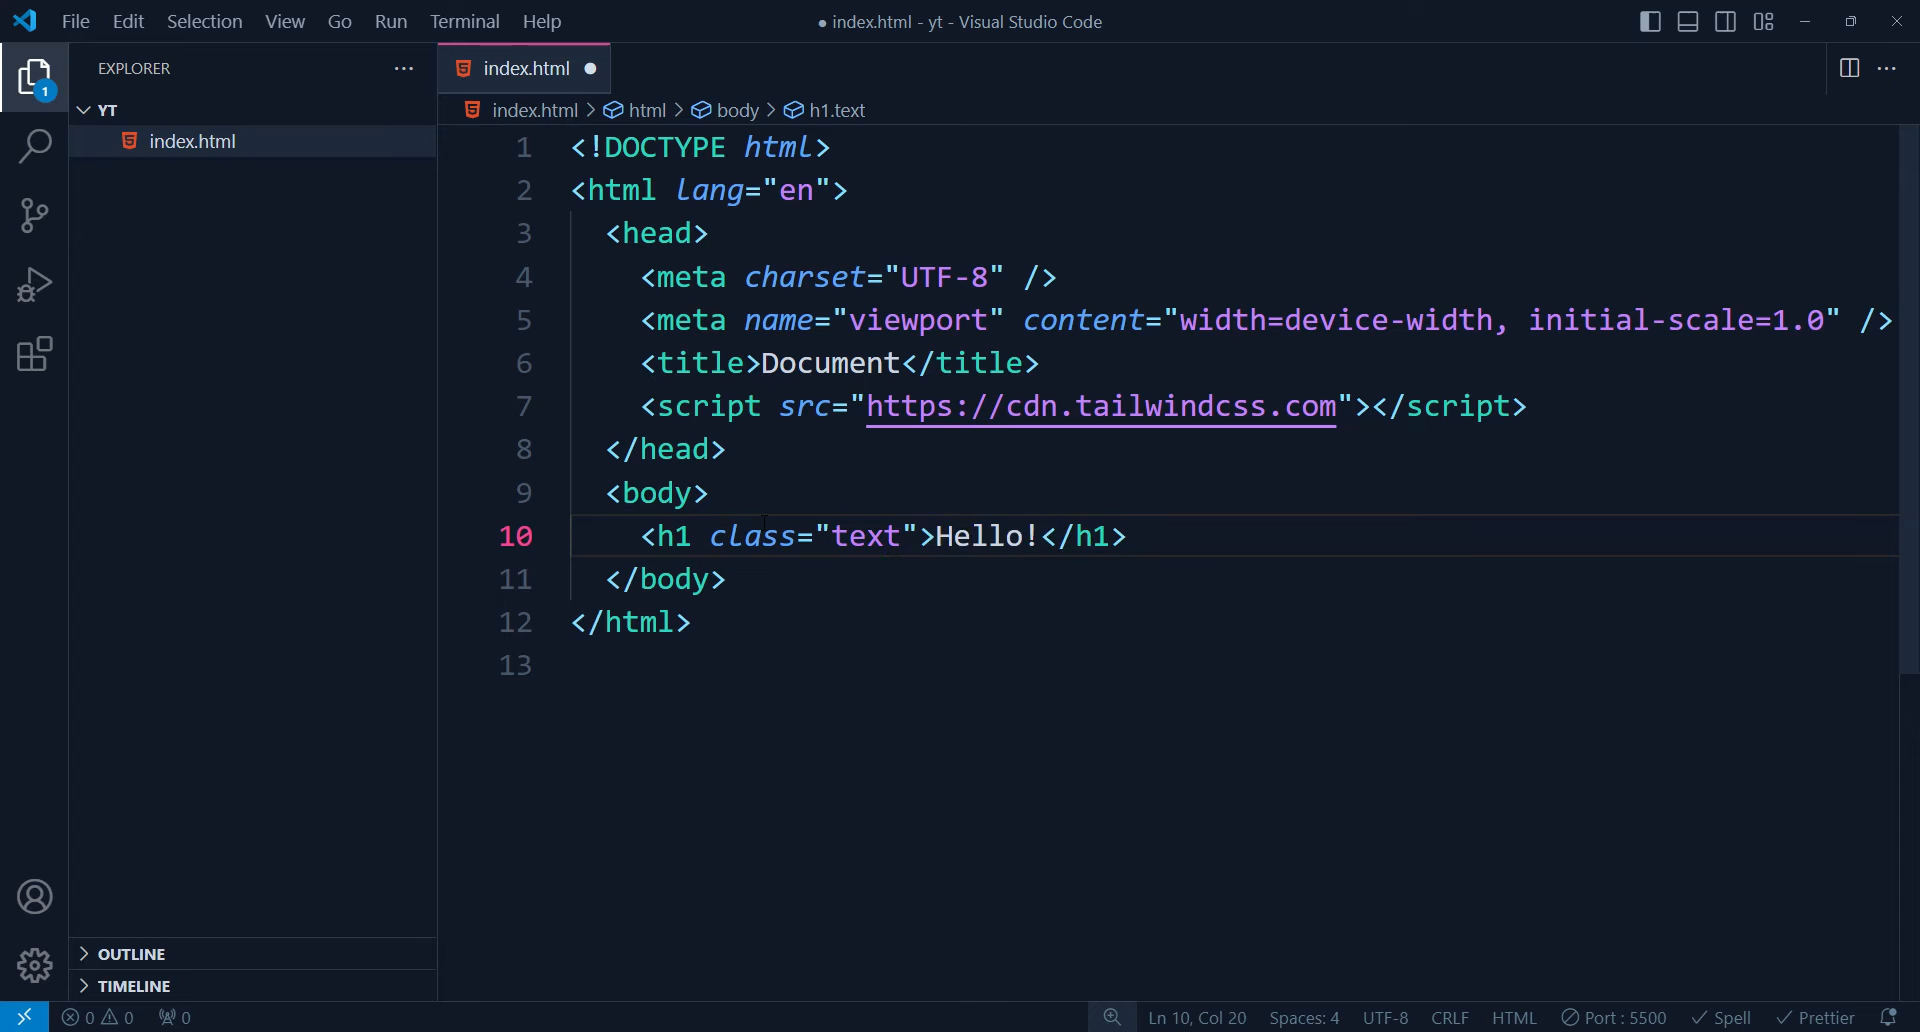 File Edit Selection View Go Run Terminal Help
● index.html - yt - Visual Studio Code
EXPLORER
index.html
1
YT
index.html > html > body > h1.text
index.html
1 <!DOCTYPE html>
2 <html lang="en">
3 <head>
4 <meta charset="UTF-8" />
5 <meta name="viewport" content="width=device-width, initial-scale=1.0" />
6 <title>Document</title>
7 <script src="https://cdn.tailwindcss.com"></script>
8 </head>
9 <body>
10 <h1 class="text">Hello!</h1>
11 </body>
12 </html>
13
OUTLINE
TIMELINE
0 0 0 Ln 10, Col 20 Spaces: 4 UTF-8 CRLF HTML Port : 5500 Spell Prettier